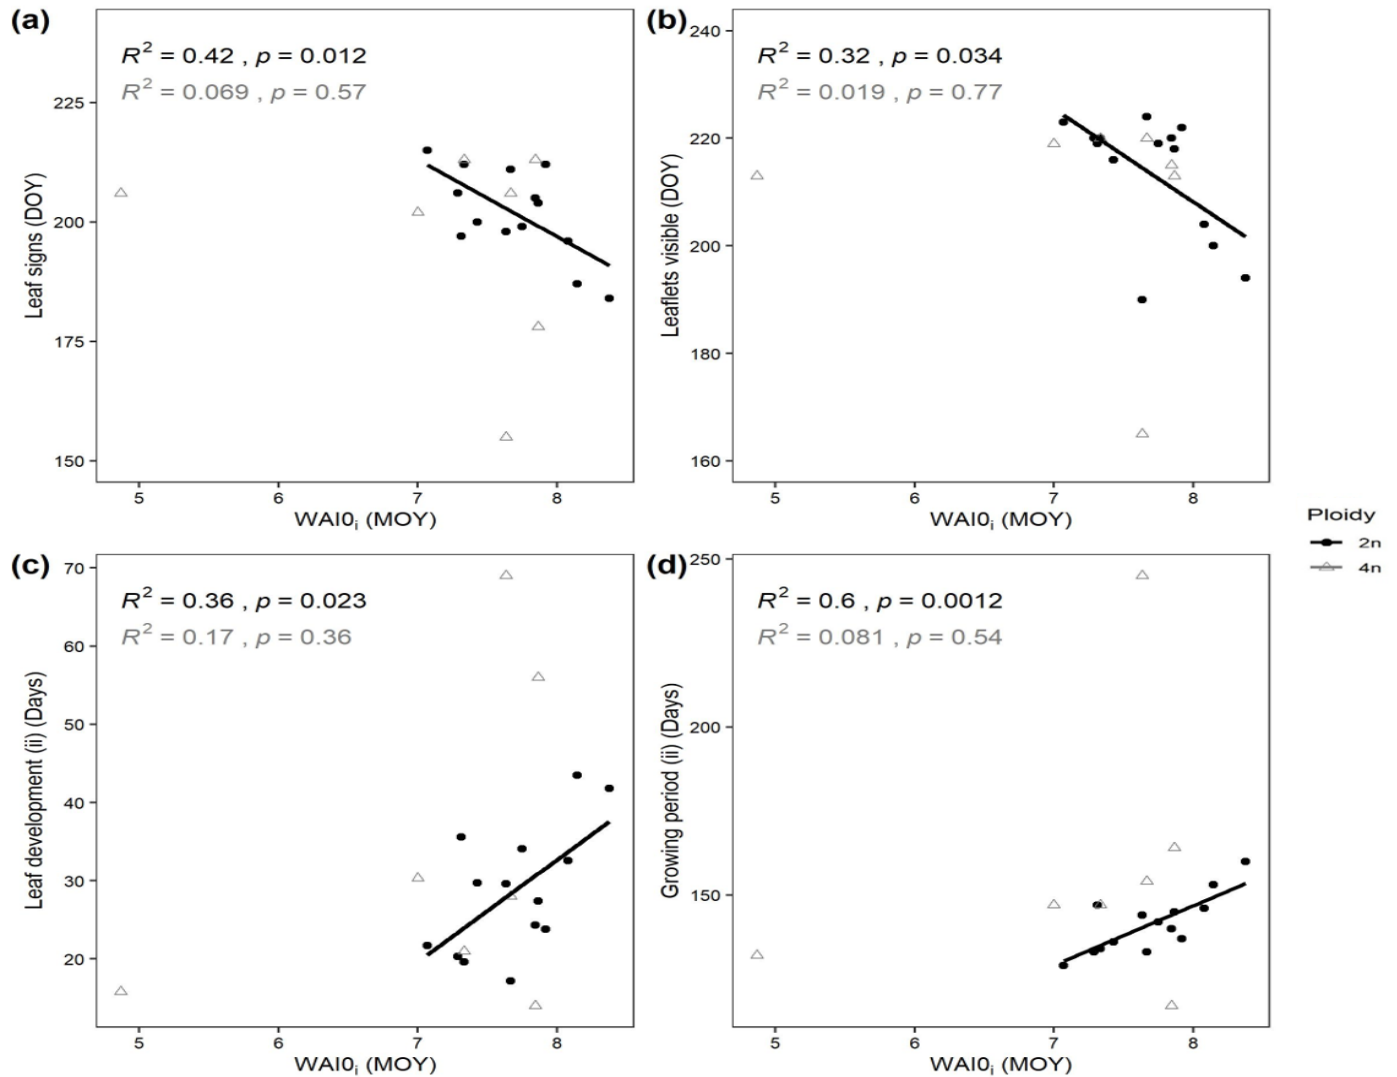 (a)
R² = 0.42 , p = 0.012
R² = 0.069 , p = 0.57
Leaf signs (DOY)
225
200
175
150
5 6 7 8
WAI0ᵢ (MOY)
(b)
R² = 0.32 , p = 0.034
R² = 0.019 , p = 0.77
Leaflets visible (DOY)
240
220
200
180
160
5 6 7 8
WAI0ᵢ (MOY)
(c)
R² = 0.36 , p = 0.023
R² = 0.17 , p = 0.36
Leaf development (ii) (Days)
70
60
50
40
30
20
5 6 7 8
WAI0ᵢ (MOY)
(d)
R² = 0.6 , p = 0.0012
R² = 0.081 , p = 0.54
Growing period (ii) (Days)
250
200
150
5 6 7 8
WAI0ᵢ (MOY)
Ploidy
2n
4n